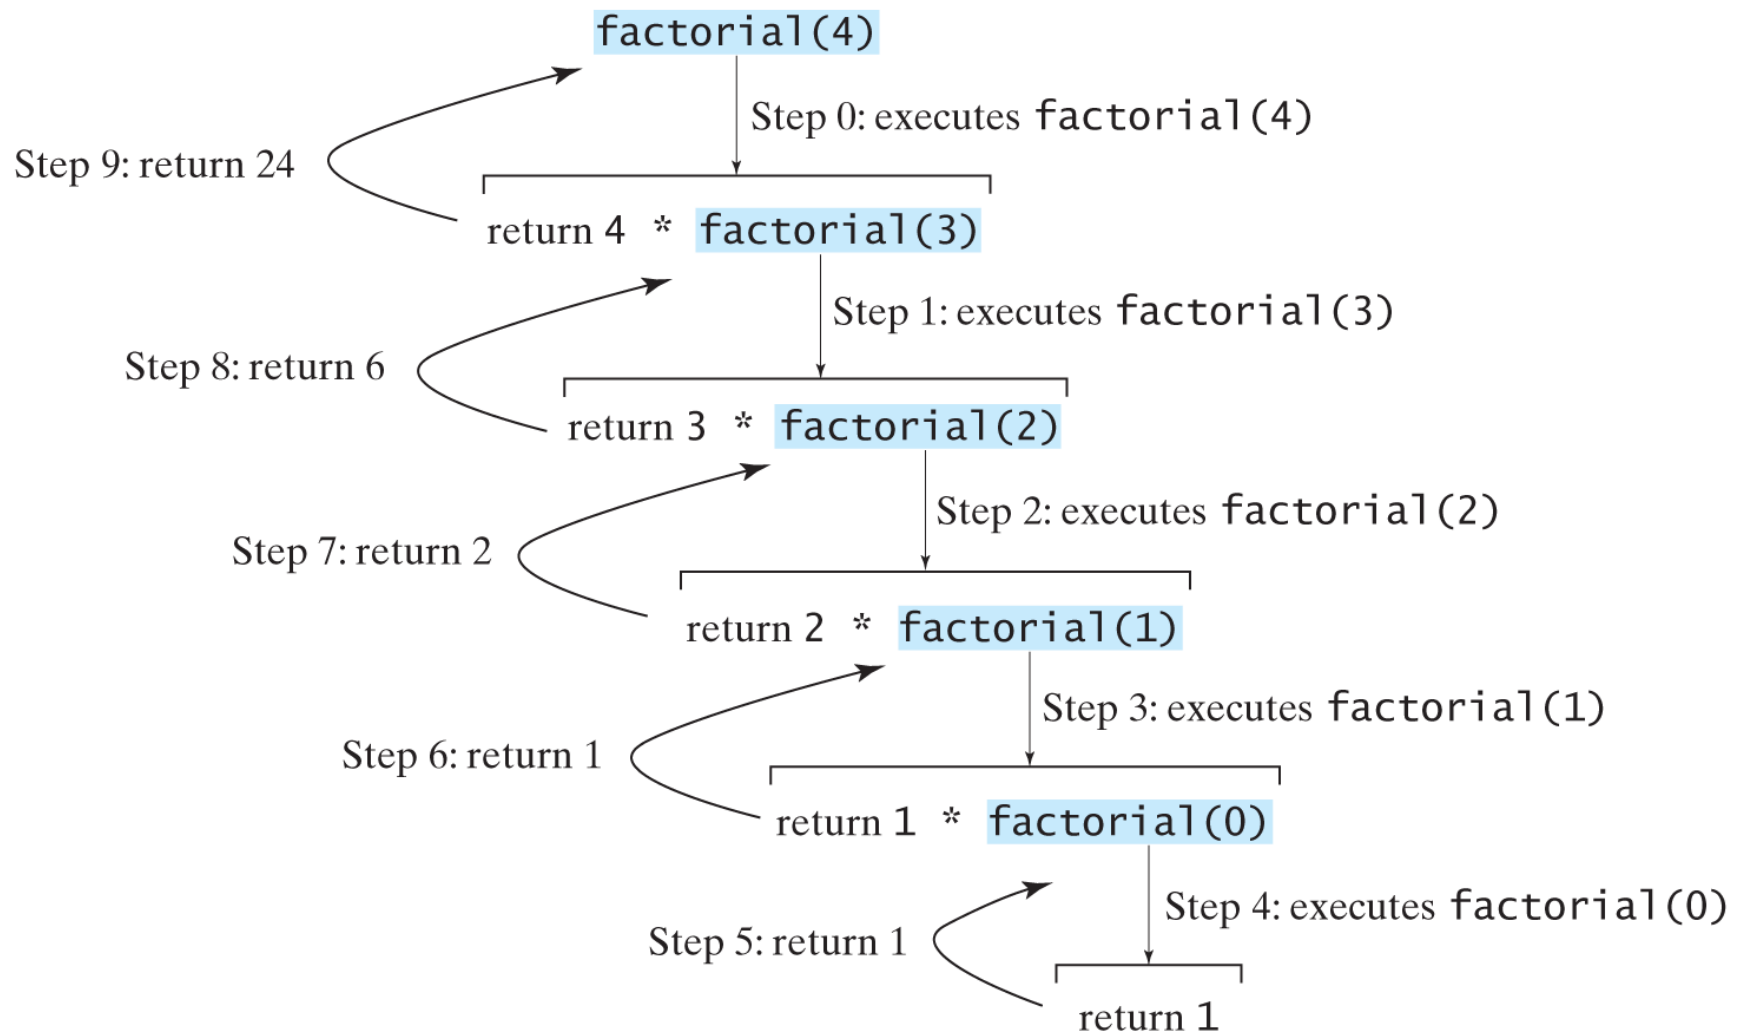 factorial(4)
Step 0: executes factorial(4)
Step 9: return 24
return 4 * factorial(3)
Step 1: executes factorial(3)
Step 8: return 6
return 3 * factorial(2)
Step 2: executes factorial(2)
Step 7: return 2
return 2 * factorial(1)
Step 3: executes factorial(1)
Step 6: return 1
return 1 * factorial(0)
Step 4: executes factorial(0)
Step 5: return 1
return 1